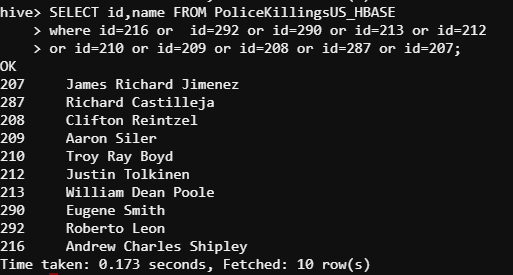 hive> SELECT id,name FROM PoliceKillingsUS_HBASE
> where id=216 or  id=292 or id=290 or id=213 or id=212
> or id=210 or id=209 or id=208 or id=287 or id=207;
OK
207 James Richard Jimenez
287 Richard Castilleja
208 Clifton Reintzel
209 Aaron Siler
210 Troy Ray Boyd
212 Justin Tolkinen
213 William Dean Poole
290 Eugene Smith
292 Roberto Leon
216 Andrew Charles Shipley
Time taken: 0.173 seconds, Fetched: 10 row(s)